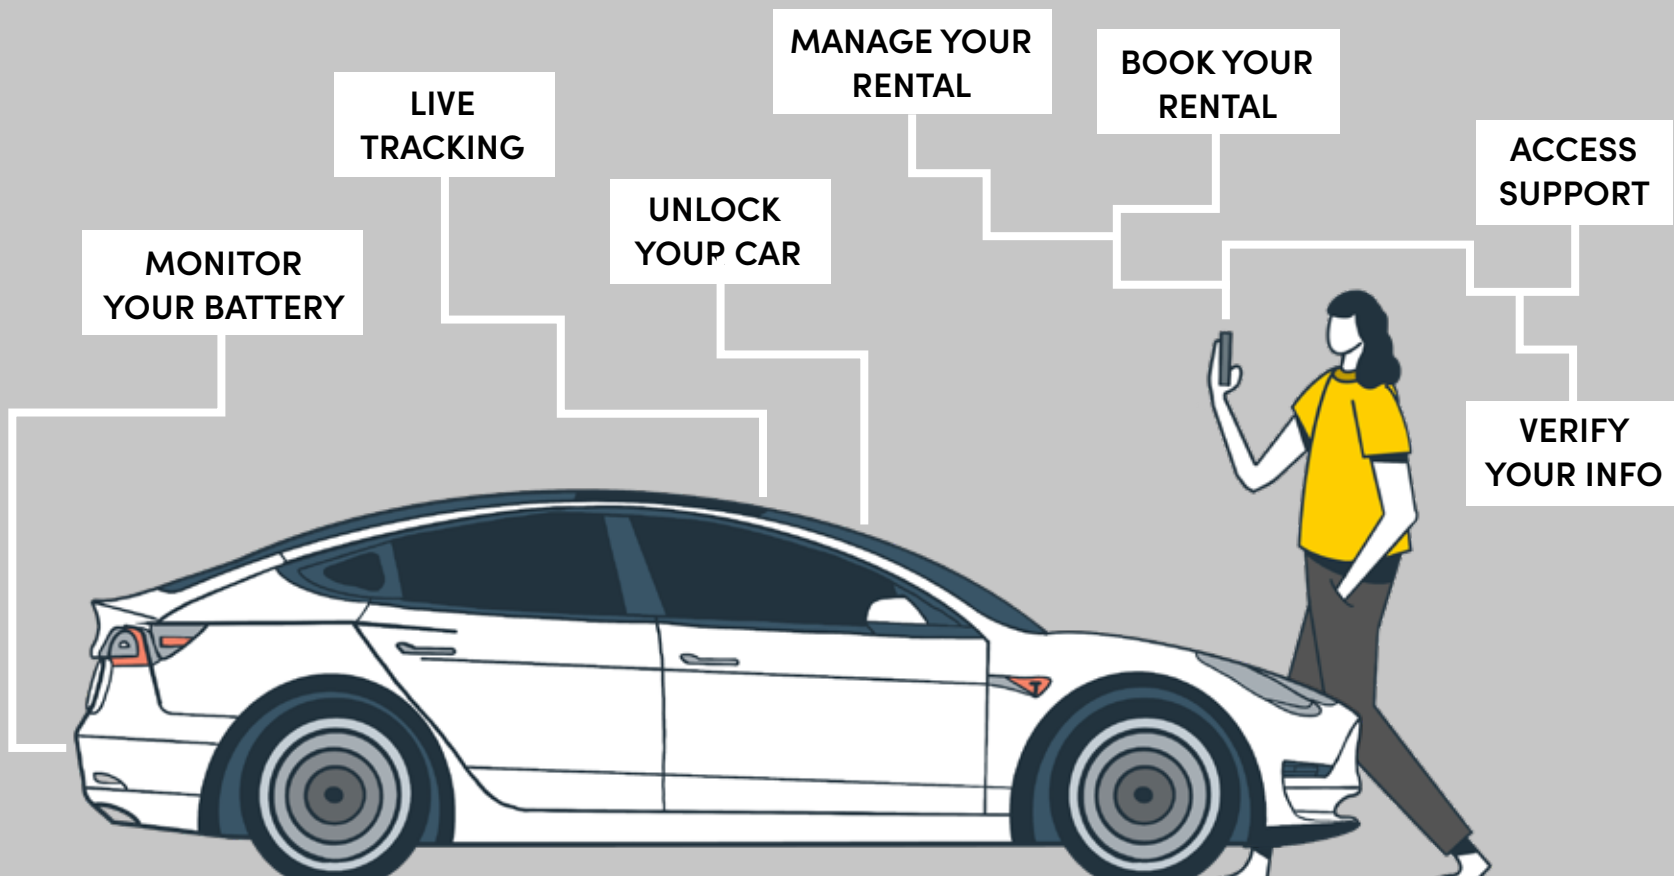 MANAGE YOUR
RENTAL
BOOK YOUR
RENTAL
LIVE
TRACKING
ACCESS
SUPPORT
UNLOCK
YOUP CAR
MONITOR
YOUR BATTERY
VERIFY
YOUR INFO